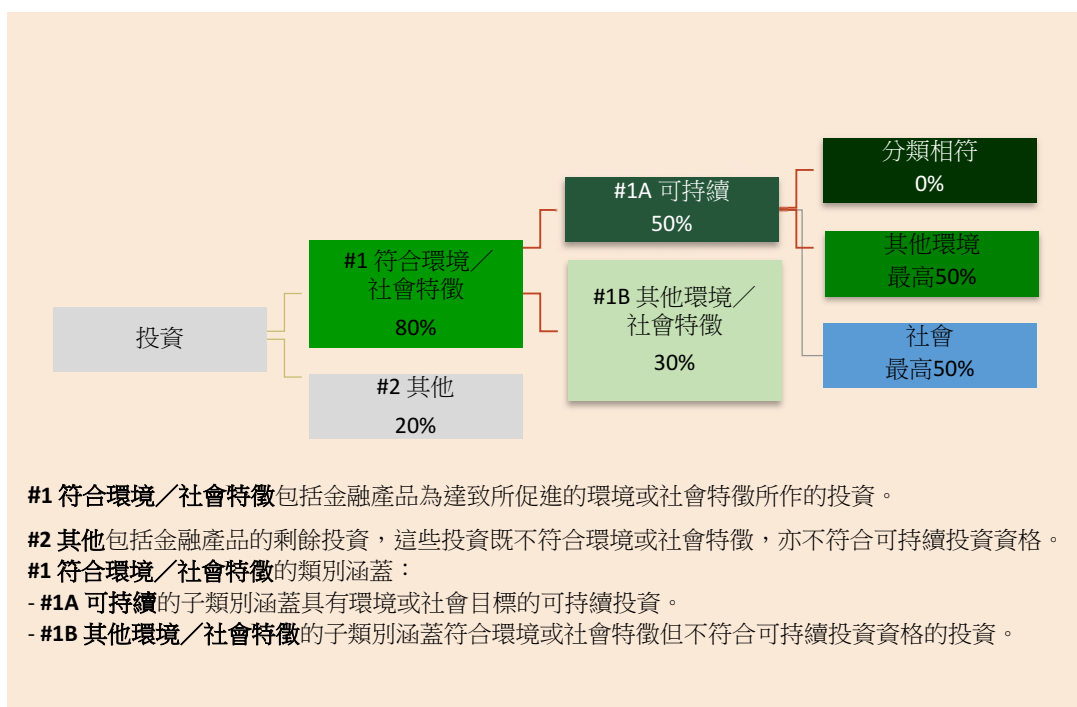 投資
#1 符合環境／
社會特徵
80%
#2 其他
20%
#1A 可持續
50%
#1B 其他環境／
社會特徵
30%
分類相符
0%
其他環境
最高50%
社會
最高50%
#1 符合環境／社會特徵包括金融產品為達致所促進的環境或社會特徵所作的投資。
#2 其他包括金融產品的剩餘投資，這些投資既不符合環境或社會特徵，亦不符合可持續投資資格。
#1 符合環境／社會特徵的類別涵蓋：
- #1A 可持續的子類別涵蓋具有環境或社會目標的可持續投資。
- #1B 其他環境／社會特徵的子類別涵蓋符合環境或社會特徵但不符合可持續投資資格的投資。